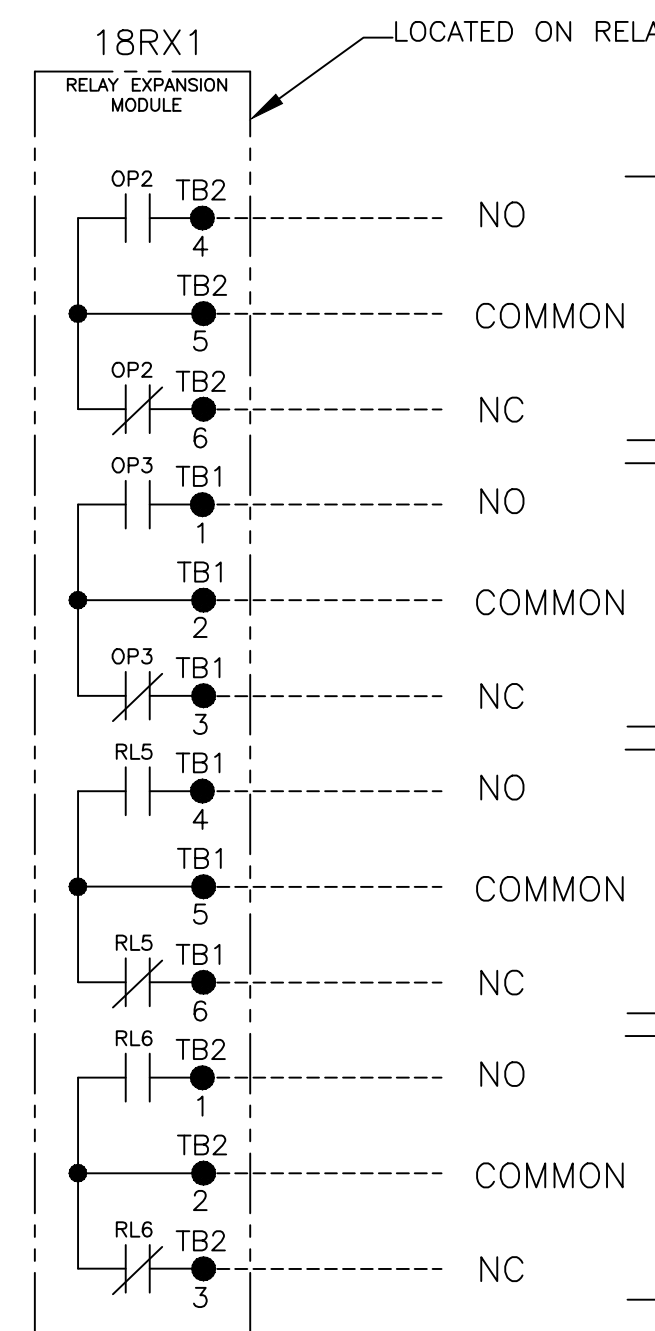 18RX1
LOCATED ON RELA
RELAY EXPANSION
MODULE
OP2 TB2
4
NO
TB2
5
COMMON
OP2 TB2
6
NC
OP3 TB1
1
NO
TB1
2
COMMON
OP3 TB1
3
NC
RL5 TB1
4
NO
TB1
5
COMMON
RL5 TB1
6
NC
RL6 TB2
1
NO
TB2
2
COMMON
RL6 TB2
3
NC